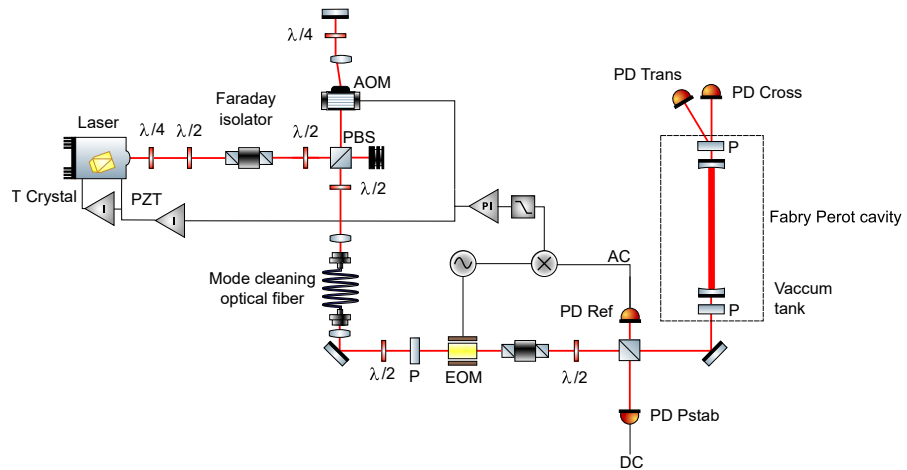 λ/4
AOM
PD Trans
PD Cross
Faraday
isolator
Laser
λ/4
λ/2
λ/2
PBS
P
λ/2
T Crystal
PZT
I
I
PI
Fabry Perot cavity
Mode cleaning
optical fiber
AC
Vaccum
tank
PD Ref
P
λ/2
P
EOM
λ/2
PD Pstab
DC